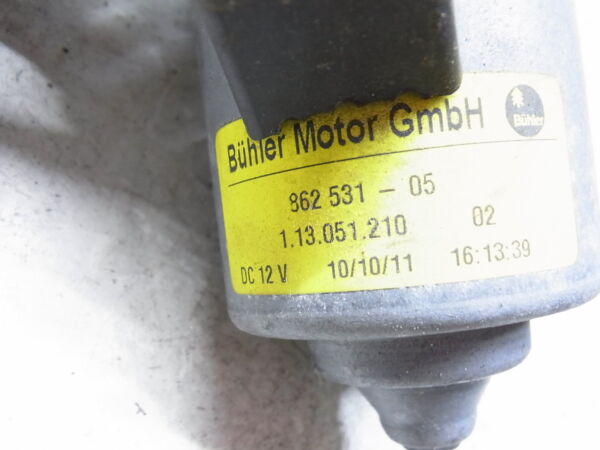 Bühler Motor GmbH
Bühler
862 531 - 05
1.13.051.210 02
DC 12 V 10/10/11 16:13:39